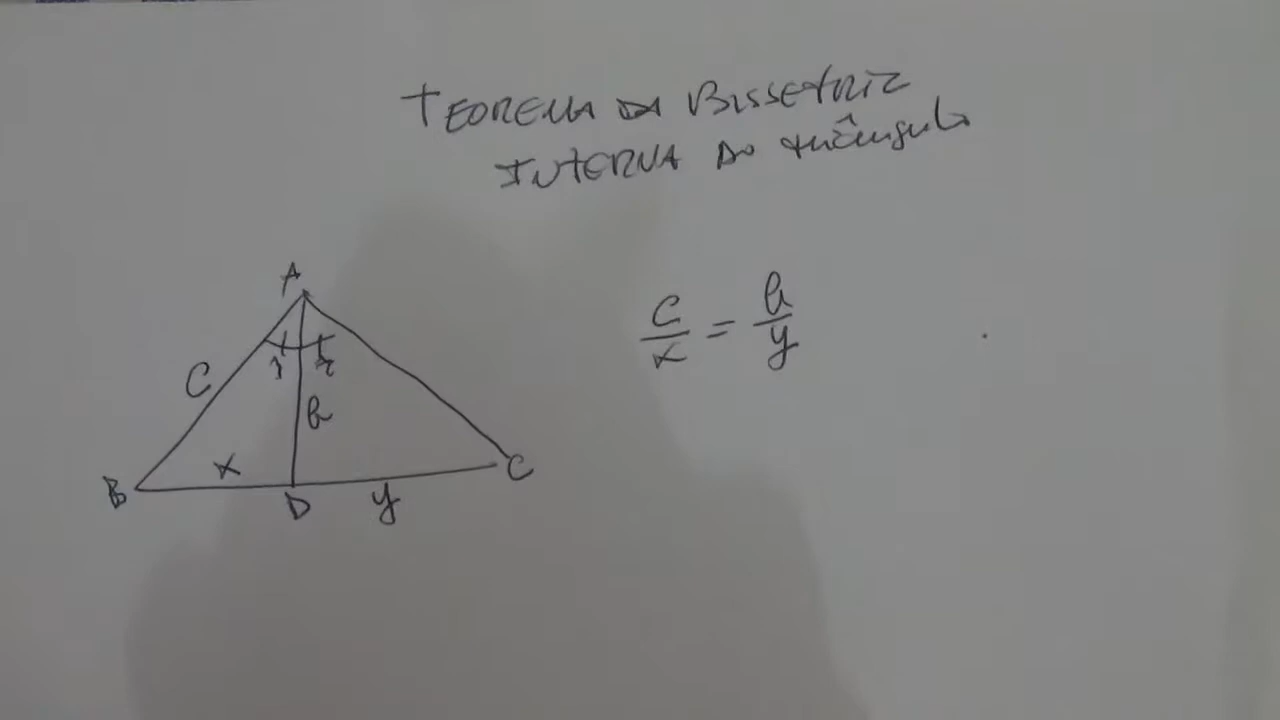 TEOREMA DA BISSETRIZ
INTERNA DO triângulo
A
C
b
x
B
D
y
C
c/x = b/y